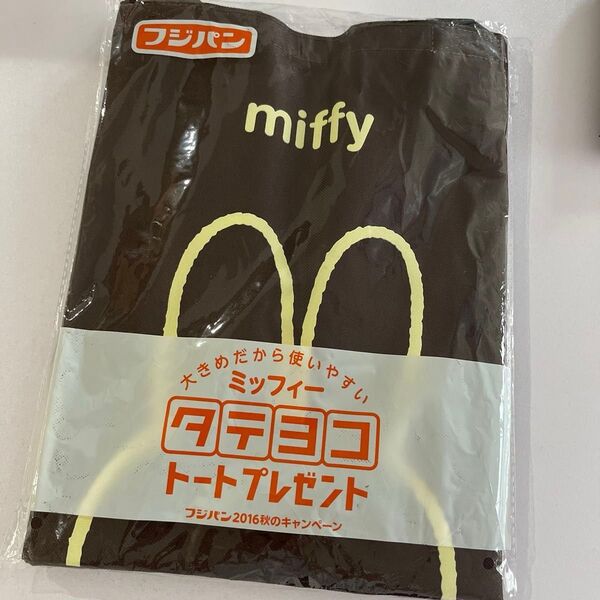 フジパン
miffy
大きめだから使いやすい
ミッフィー
タテヨコ
トートプレゼント
フジパン2016秋のキャンペーン